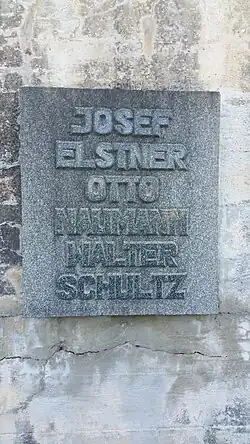 JOSEF
ELSTNER
OTTO
NAUMANN
WALTER
SCHULTZ